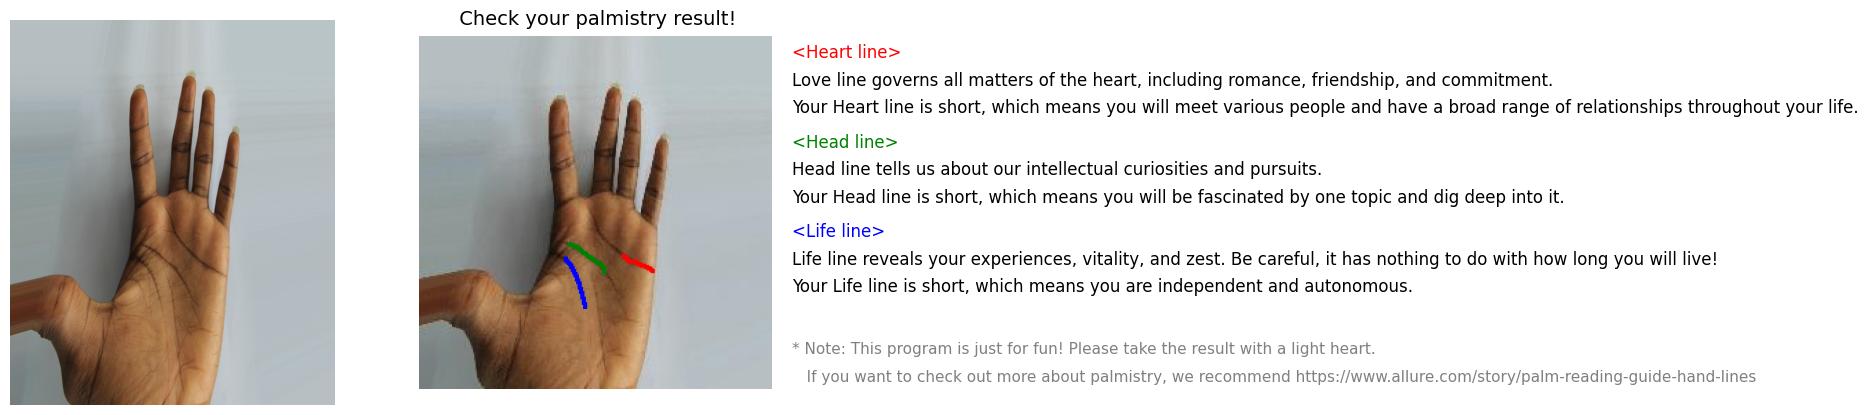 Check your palmistry result!
<Heart line>
Love line governs all matters of the heart, including romance, friendship, and commitment.
Your Heart line is short, which means you will meet various people and have a broad range of relationships throughout your life.
<Head line>
Head line tells us about our intellectual curiosities and pursuits.
Your Head line is short, which means you will be fascinated by one topic and dig deep into it.
<Life line>
Life line reveals your experiences, vitality, and zest. Be careful, it has nothing to do with how long you will live!
Your Life line is short, which means you are independent and autonomous.
* Note: This program is just for fun! Please take the result with a light heart.
If you want to check out more about palmistry, we recommend https://www.allure.com/story/palm-reading-guide-hand-lines